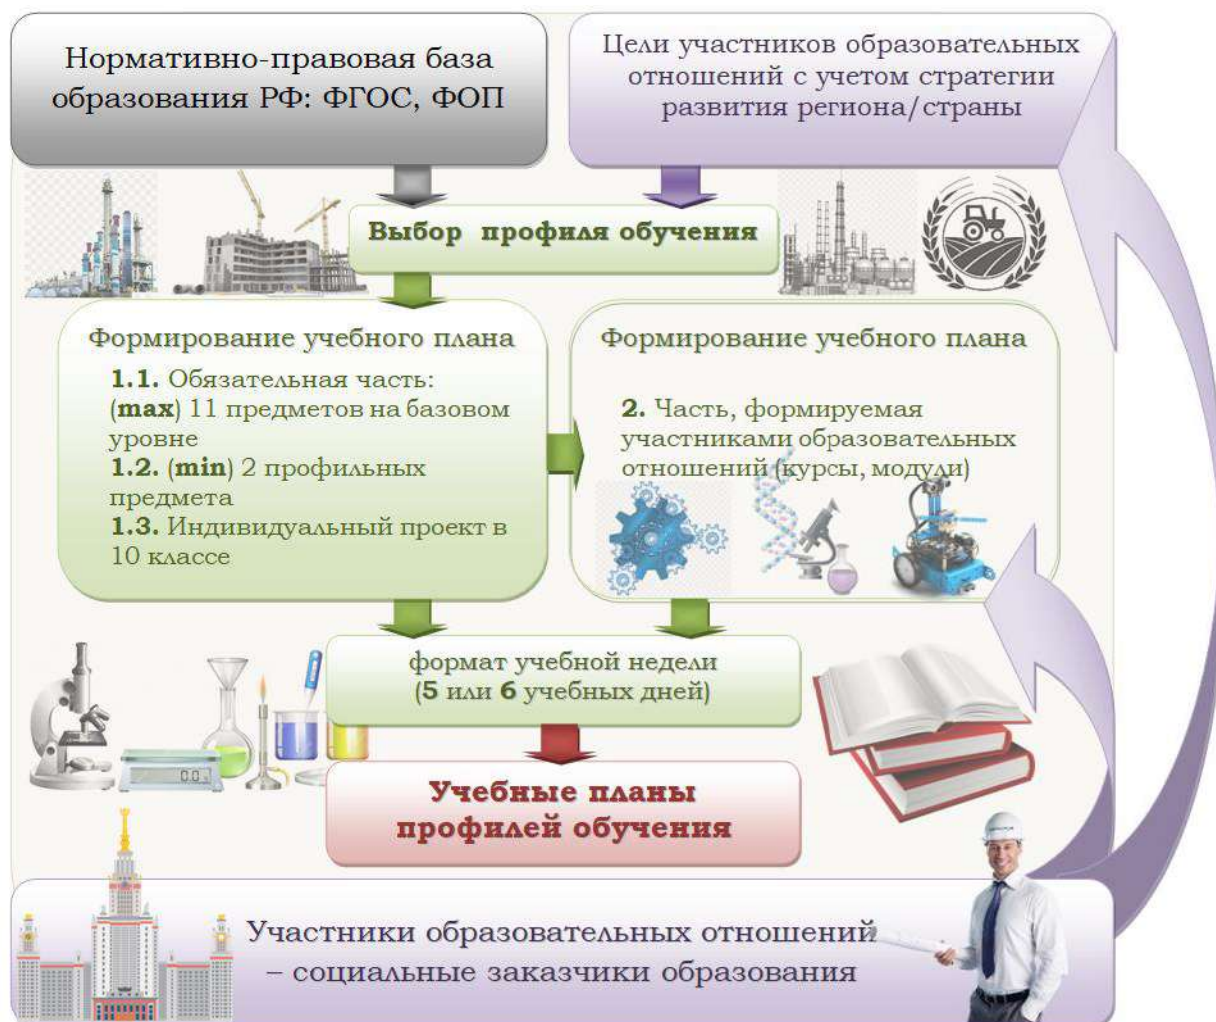 Нормативно-правовая база
образования РФ: ФГОС, ФОП
Цели участников образовательных
отношений с учетом стратегии
развития региона/страны
Выбор профиля обучения
Формирование учебного плана
1.1. Обязательная часть:
(max) 11 предметов на базовом
уровне
1.2. (min) 2 профильных
предмета
1.3. Индивидуальный проект в
10 классе
Формирование учебного плана
2. Часть, формируемая
участниками образовательных
отношений (курсы, модули)
формат учебной недели
(5 или 6 учебных дней)
0.0
Учебные планы
профилей обучения
Участники образовательных отношений
– социальные заказчики образования